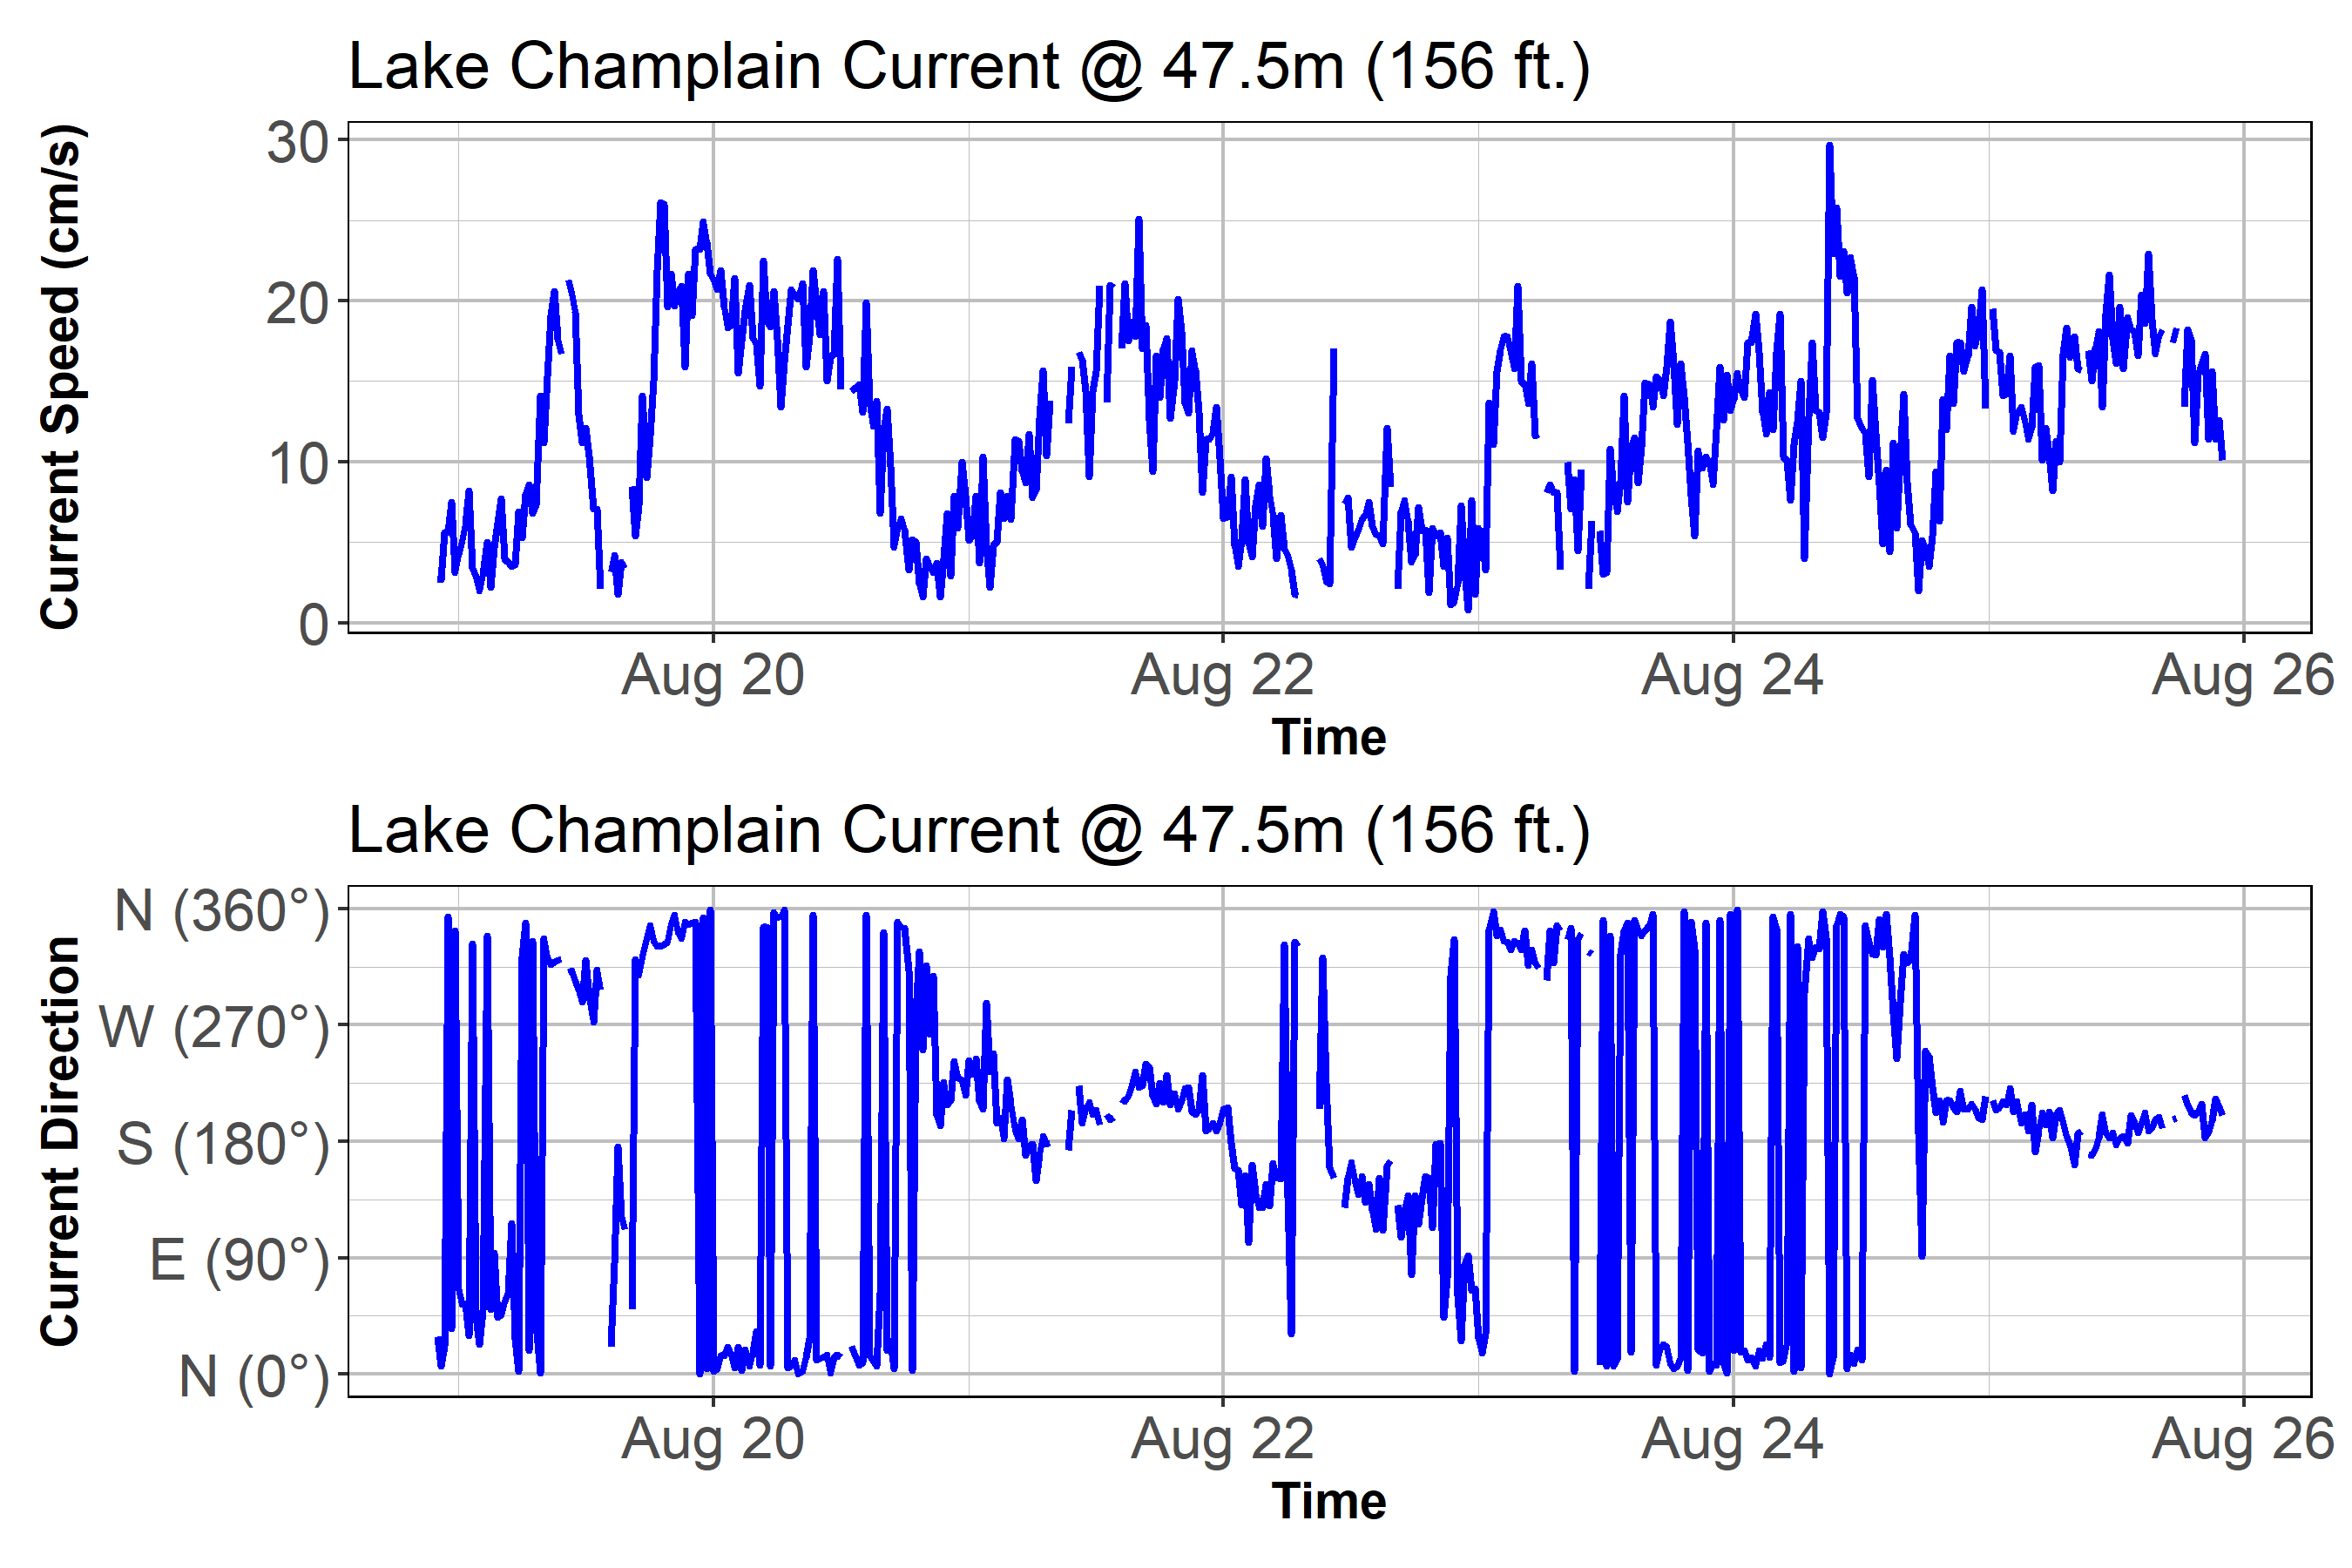 Lake Champlain Current @ 47.5m (156 ft.)
Current Speed (cm/s)
30
20
10
0
Aug 20 Aug 22 Aug 24 Aug 26
Time
Lake Champlain Current @ 47.5m (156 ft.)
Current Direction
N (360°)
W (270°)
S (180°)
E (90°)
N (0°)
Aug 20 Aug 22 Aug 24 Aug 26
Time